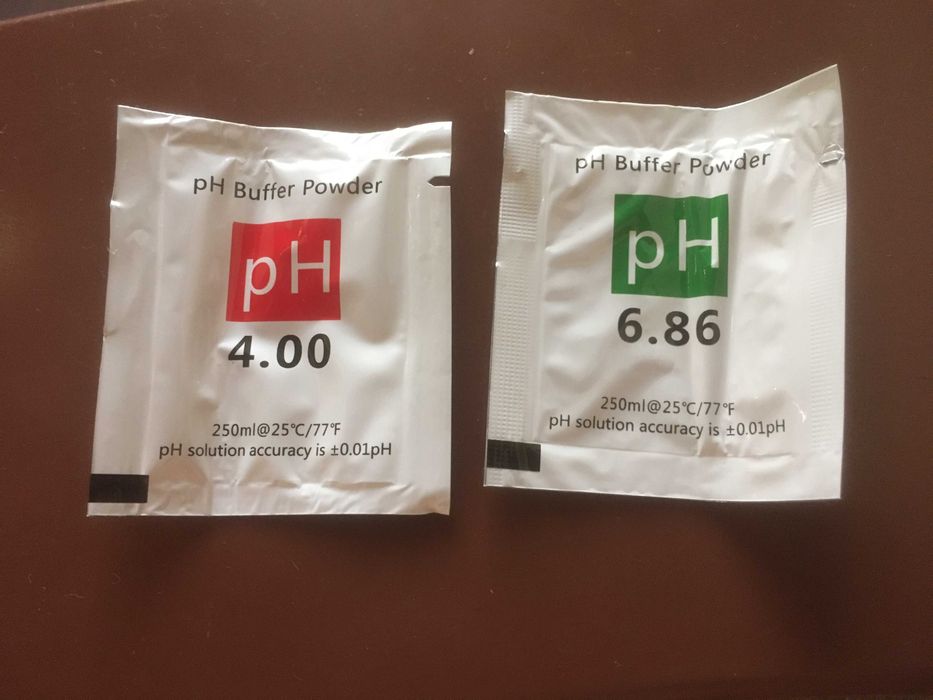 pH Buffer Powder
pH
4.00
250ml@25℃/77℉
pH solution accuracy is ±0.01pH
pH Buffer Powder
pH
6.86
250ml@25℃/77℉
pH solution accuracy is ±0.01pH